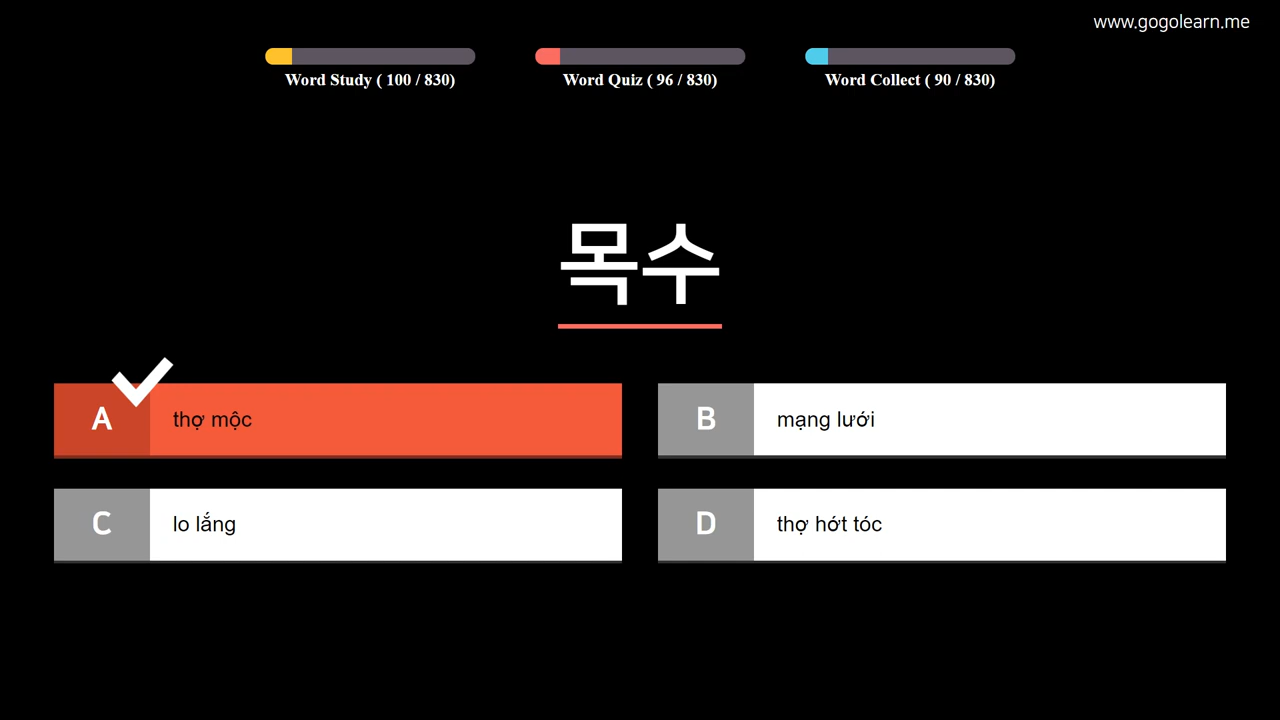 www.gogolearn.me
Word Study ( 100 / 830)
Word Quiz ( 96 / 830)
Word Collect ( 90 / 830)
목수
A thợ mộc
B mạng lưới
C lo lắng
D thợ hớt tóc